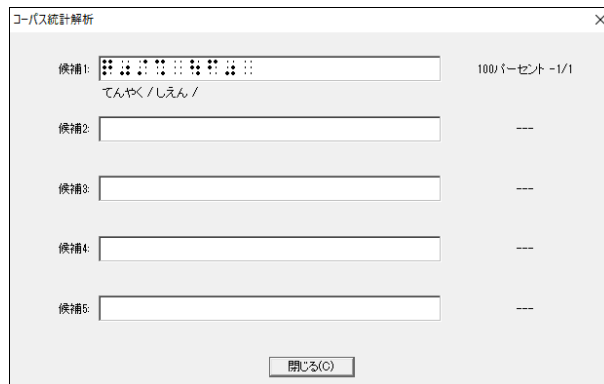 コーパス統計解析
候補1: ⠟⠴⠌⠩⠀⠳⠋⠴⠀ 100パーセント -1/1
てんやく / しえん /
候補2: ---
候補3: ---
候補4: ---
候補5: ---
閉じる(C)